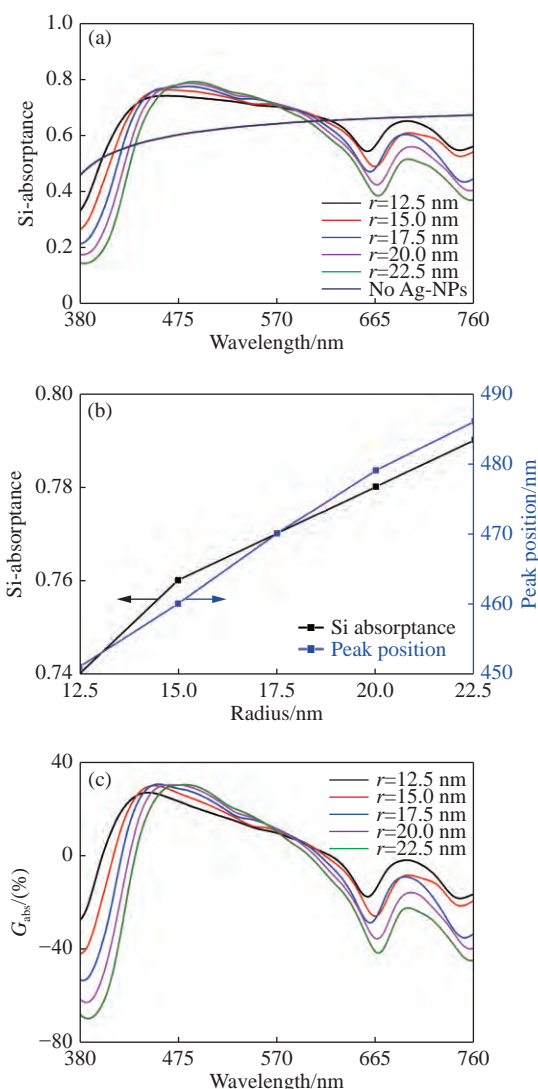 (a)
1.0
0.8
0.6
0.4
0.2
0
Si-absorptance
r=12.5 nm
r=15.0 nm
r=17.5 nm
r=20.0 nm
r=22.5 nm
No Ag-NPs
380 475 570 665 760
Wavelength/nm
(b)
0.80
0.78
0.76
0.74
Si-absorptance
490
480
470
460
450
Peak position/nm
Si absorptance
Peak position
12.5 15.0 17.5 20.0 22.5
Radius/nm
(c)
40
0
−40
−80
Gabs/(%)
r=12.5 nm
r=15.0 nm
r=17.5 nm
r=20.0 nm
r=22.5 nm
380 475 570 665 760
Wavelength/nm